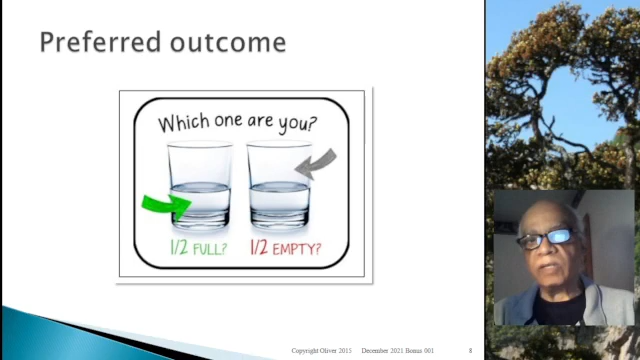 Preferred outcome
Which one are you?
1/2 FULL? 1/2 EMPTY?
Copyright Oliver 2015 December 2021 Bonus 001 8